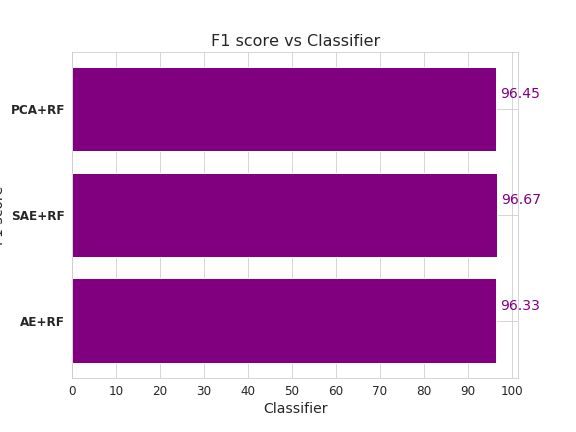 F1 score vs Classifier
PCA+RF
96.45
SAE+RF
96.67
AE+RF
96.33
0 10 20 30 40 50 60 70 80 90 100
Classifier